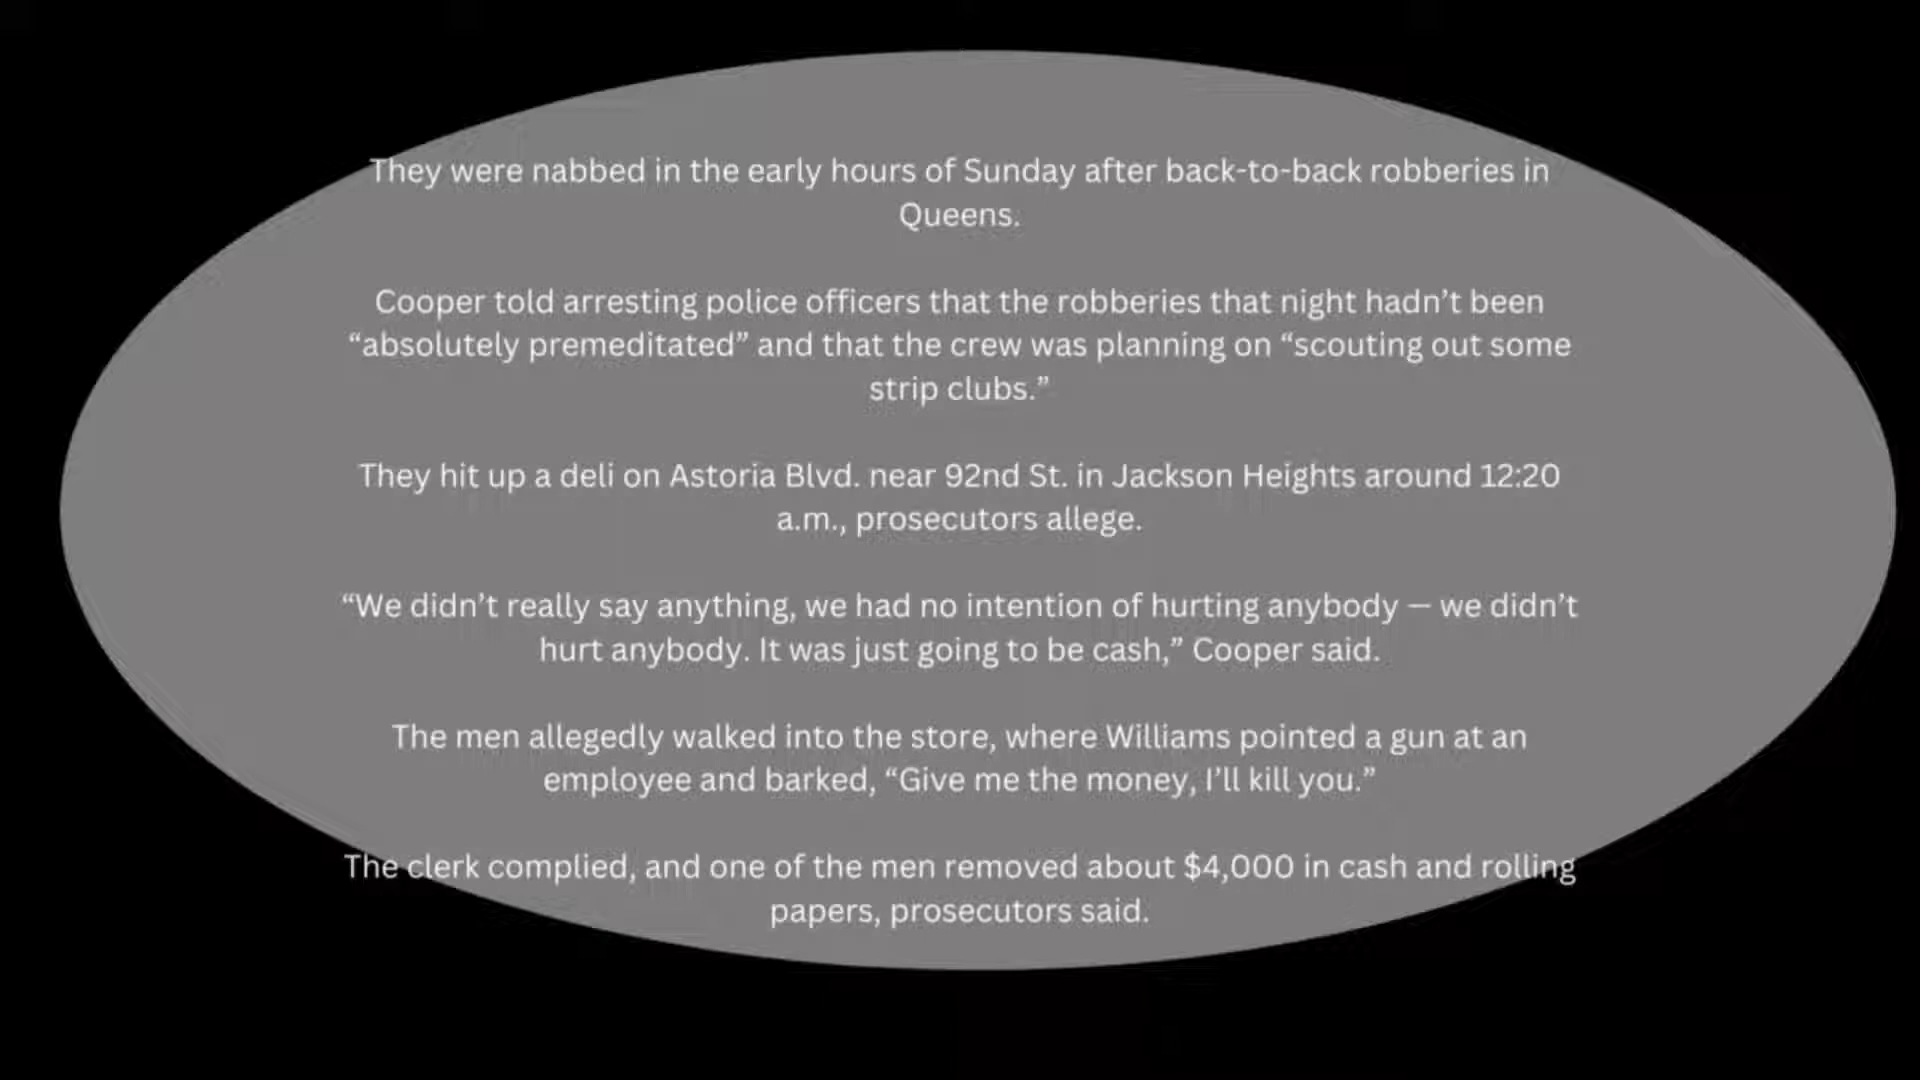 They were nabbed in the early hours of Sunday after back-to-back robberies in
Queens.
Cooper told arresting police officers that the robberies that night hadn’t been
“absolutely premeditated” and that the crew was planning on “scouting out some
strip clubs.”
They hit up a deli on Astoria Blvd. near 92nd St. in Jackson Heights around 12:20
a.m., prosecutors allege.
“We didn’t really say anything, we had no intention of hurting anybody — we didn’t
hurt anybody. It was just going to be cash,” Cooper said.
The men allegedly walked into the store, where Williams pointed a gun at an
employee and barked, “Give me the money, I’ll kill you.”
The clerk complied, and one of the men removed about $4,000 in cash and rolling
papers, prosecutors said.